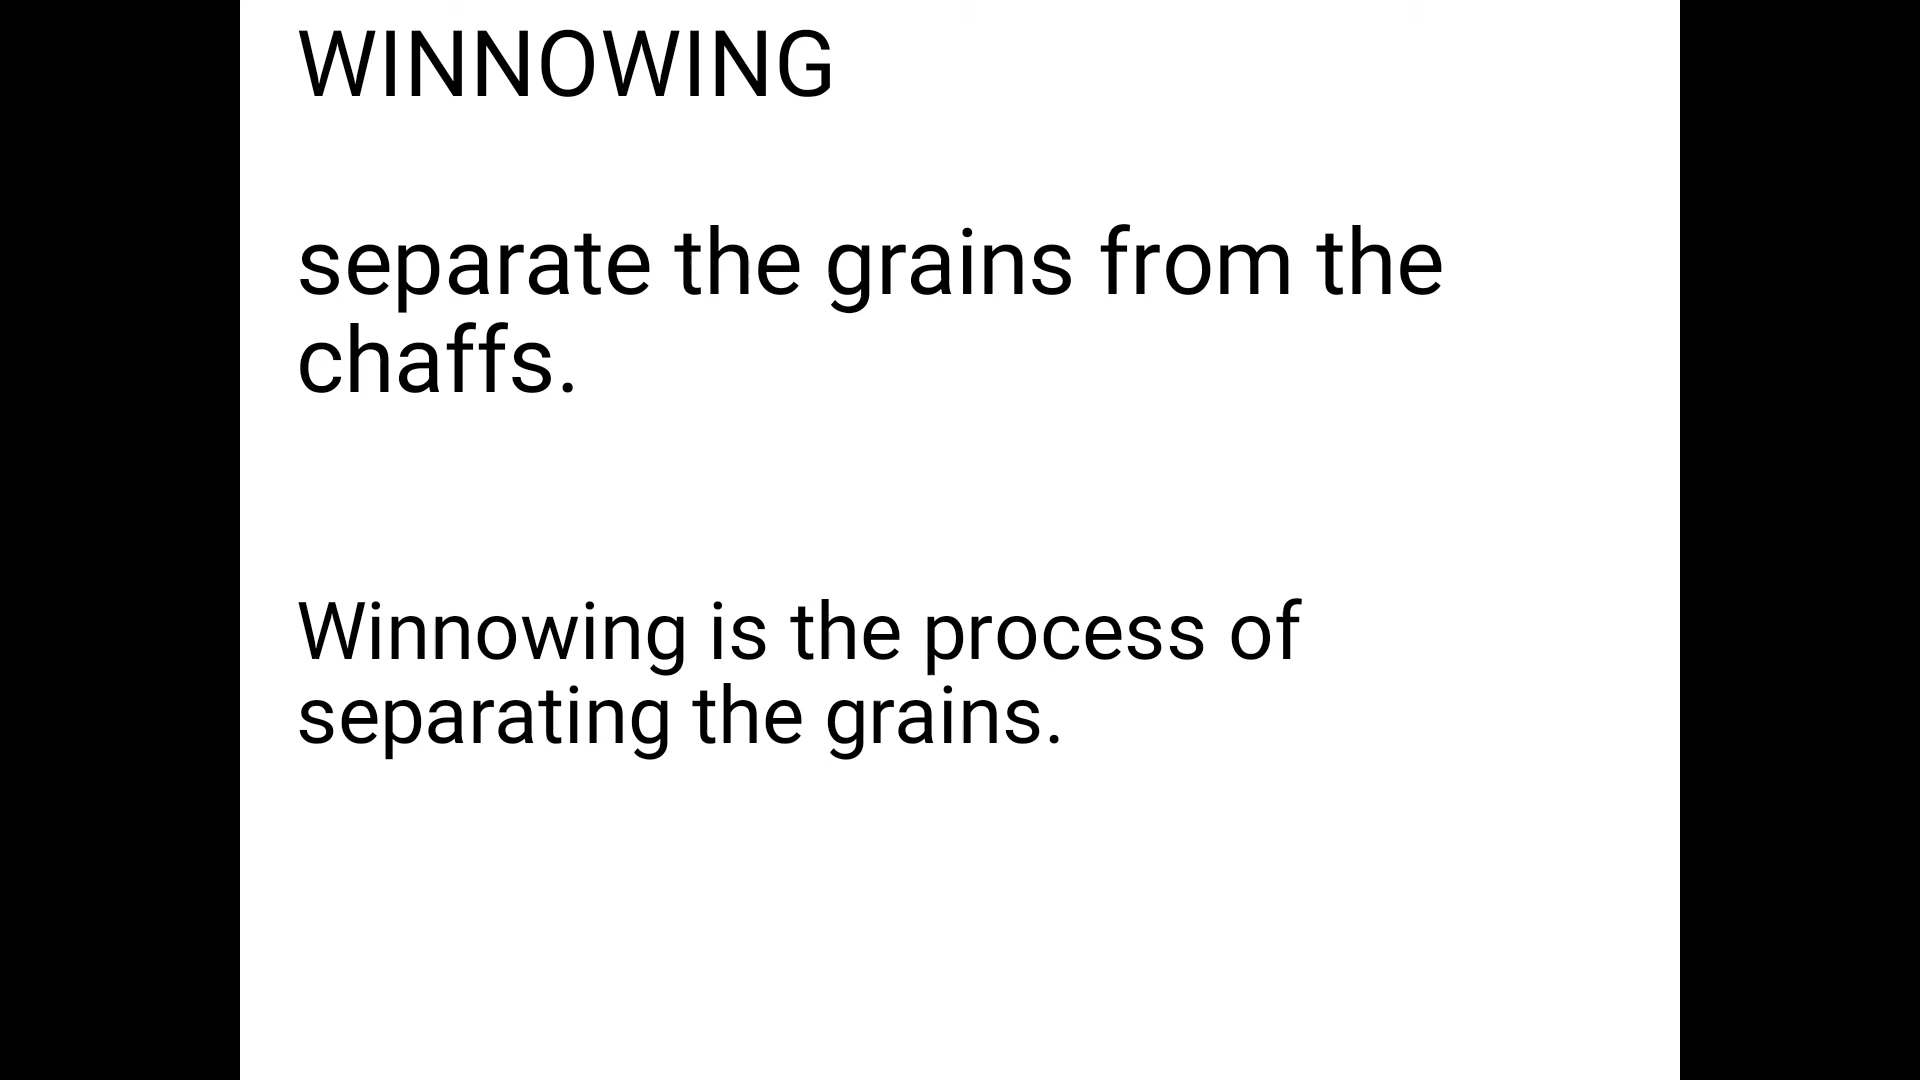 WINNOWING
separate the grains from the
chaffs.
Winnowing is the process of
separating the grains.